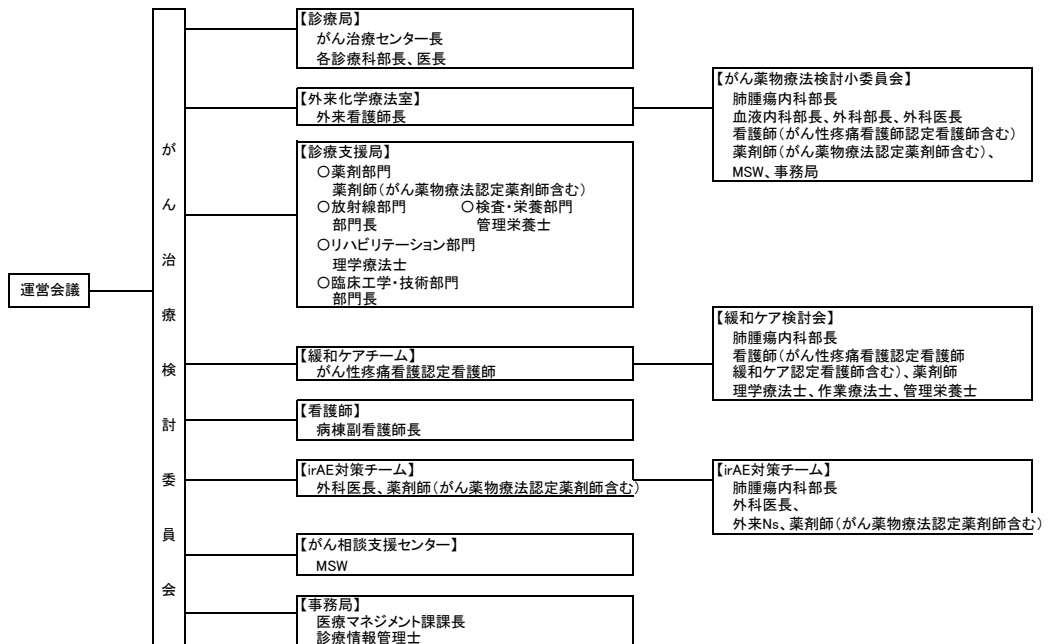 運営会議
がん治療検討委員会
【診療局】
がん治療センター長
各診療科部長、医長
【外来化学療法室】
外来看護師長
【がん薬物療法検討小委員会】
肺腫瘍内科部長
血液内科部長、外科部長、外科医長
看護師(がん性疼痛看護師認定看護師含む)
薬剤師(がん薬物療法認定薬剤師含む)、
MSW、事務局
【診療支援局】
○薬剤部門
薬剤師(がん薬物療法認定薬剤師含む)
○放射線部門 ○検査・栄養部門
部門長 管理栄養士
○リハビリテーション部門
理学療法士
○臨床工学・技術部門
部門長
【緩和ケアチーム】
がん性疼痛看護認定看護師
【緩和ケア検討会】
肺腫瘍内科部長
看護師(がん性疼痛看護認定看護師
緩和ケア認定看護師含む)、薬剤師
理学療法士、作業療法士、管理栄養士
【看護師】
病棟副看護師長
【irAE対策チーム】
外科医長、薬剤師(がん薬物療法認定薬剤師含む)
【irAE対策チーム】
肺腫瘍内科部長
外科医長、
外来Ns、薬剤師(がん薬物療法認定薬剤師含む)
【がん相談支援センター】
MSW
【事務局】
医療マネジメント課課長
診療情報管理士